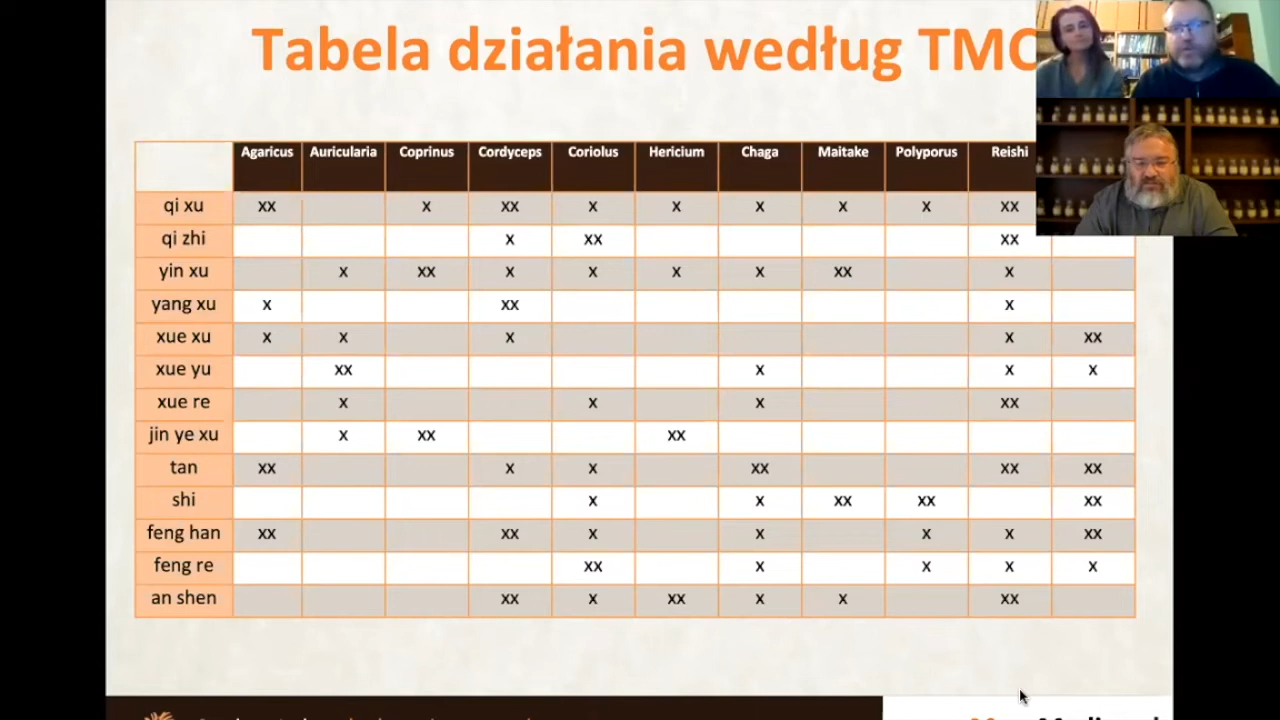 Tabela działania według TMC
Agaricus Auricularia Coprinus Cordyceps Coriolus Hericium Chaga Maitake Polyporus Reishi
qi xu xx x xx x x x x x xx
qi zhi x xx xx
yin xu x xx x x x x xx x
yang xu x xx x
xue xu x x x x xx
xue yu xx x x x
xue re x x x xx
jin ye xu x xx xx
tan xx x x xx xx xx
shi x x xx xx xx
feng han xx xx x x x x xx
feng re xx x x x x
an shen xx x xx x x xx